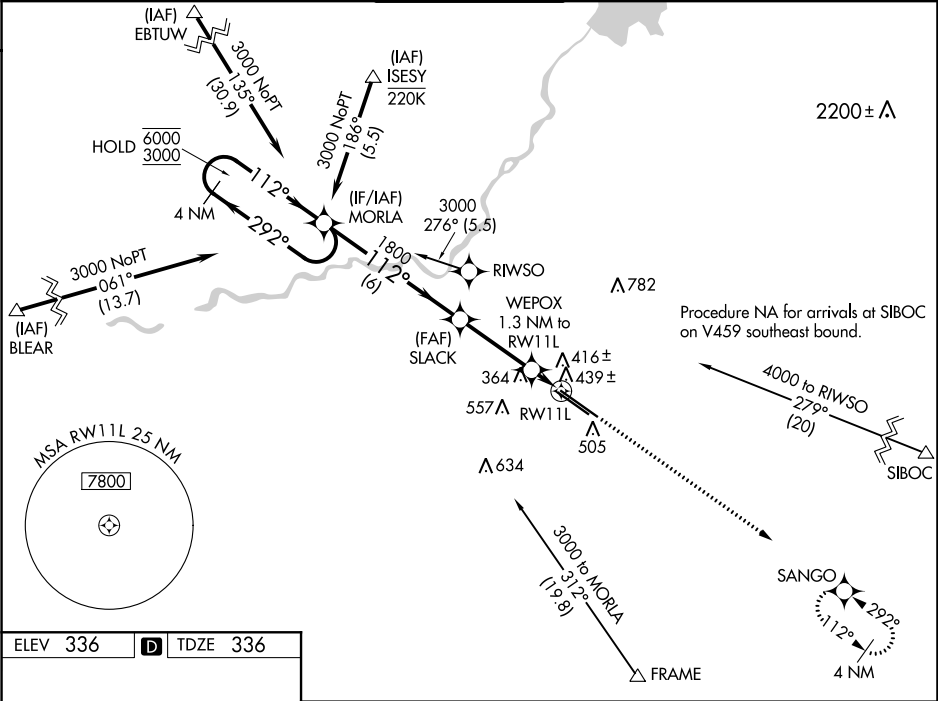 (IAF)
EBTUW
3000 NoPT
135°
(30.9)
(IAF)
ISESY
220K
3000 NoPT
186°
(5.5)
2200±
HOLD
6000
3000
112°
4 NM
292°
(IF/IAF)
MORLA
3000
276° (5.5)
1800
112°
(6)
RIWSO
3000 NoPT
061°
(13.7)
(IAF)
BLEAR
782
WEPOX
1.3 NM to
RW11L
(FAF)
SLACK
Procedure NA for arrivals at SIBOC
on V459 southeast bound.
416±
364
439±
557
RW11L
505
4000 to RIWSO
279°
(20)
SIBOC
634
MSA RW11L 25 NM
7800
3000 to MORLA
312°
(19.8)
FRAME
SANGO
292°
112°
4 NM
ELEV 336 D TDZE 336